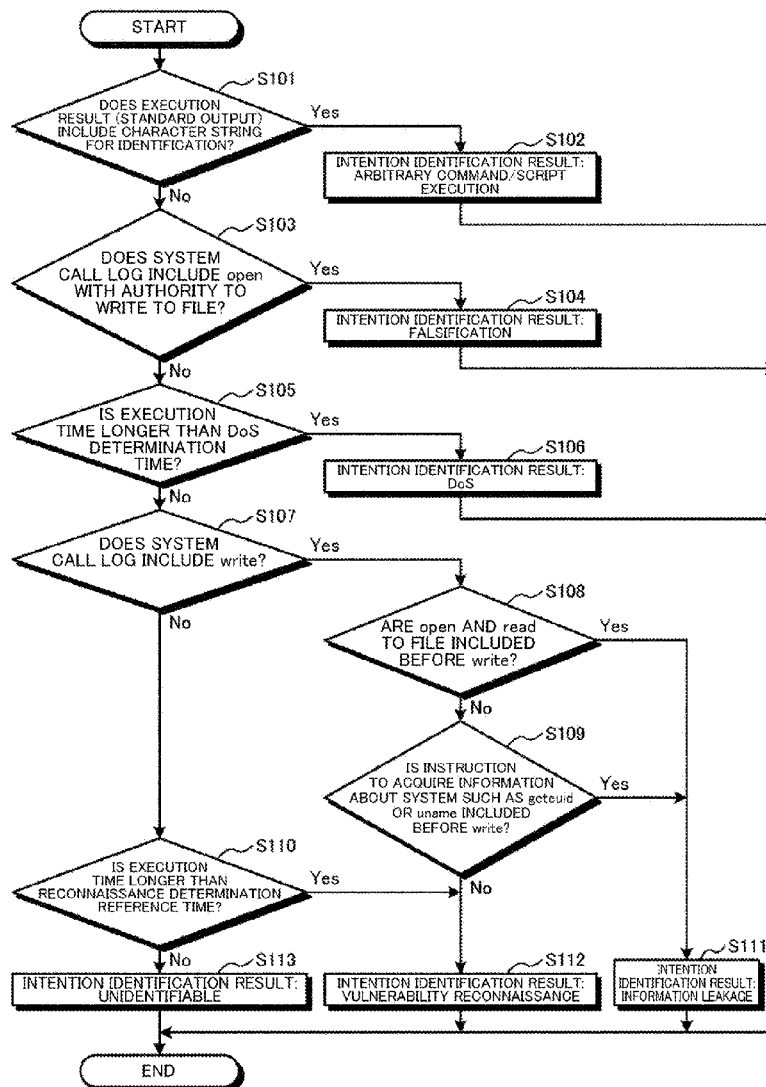 START
S101
DOES EXECUTION
RESULT (STANDARD OUTPUT)
INCLUDE CHARACTER STRING
FOR IDENTIFICATION?
Yes
No
S102
INTENTION IDENTIFICATION RESULT:
ARBITRARY COMMAND/SCRIPT
EXECUTION
S103
DOES SYSTEM
CALL LOG INCLUDE open
WITH AUTHORITY TO
WRITE TO FILE?
Yes
No
S104
INTENTION IDENTIFICATION RESULT:
FALSIFICATION
S105
IS EXECUTION
TIME LONGER THAN DoS
DETERMINATION
TIME?
Yes
No
S106
INTENTION IDENTIFICATION RESULT:
DoS
S107
DOES SYSTEM
CALL LOG INCLUDE write?
Yes
No
S108
ARE open AND read
TO FILE INCLUDED
BEFORE write?
Yes
No
S109
IS INSTRUCTION
TO ACQUIRE INFORMATION
ABOUT SYSTEM SUCH AS geteuid
OR uname INCLUDED
BEFORE write?
Yes
No
S110
IS EXECUTION
TIME LONGER THAN
RECONNAISSANCE DETERMINATION
REFERENCE TIME?
Yes
No
S113
INTENTION IDENTIFICATION RESULT:
UNIDENTIFIABLE
S112
INTENTION IDENTIFICATION RESULT:
VULNERABILITY RECONNAISSANCE
S111
INTENTION
IDENTIFICATION RESULT:
INFORMATION LEAKAGE
END